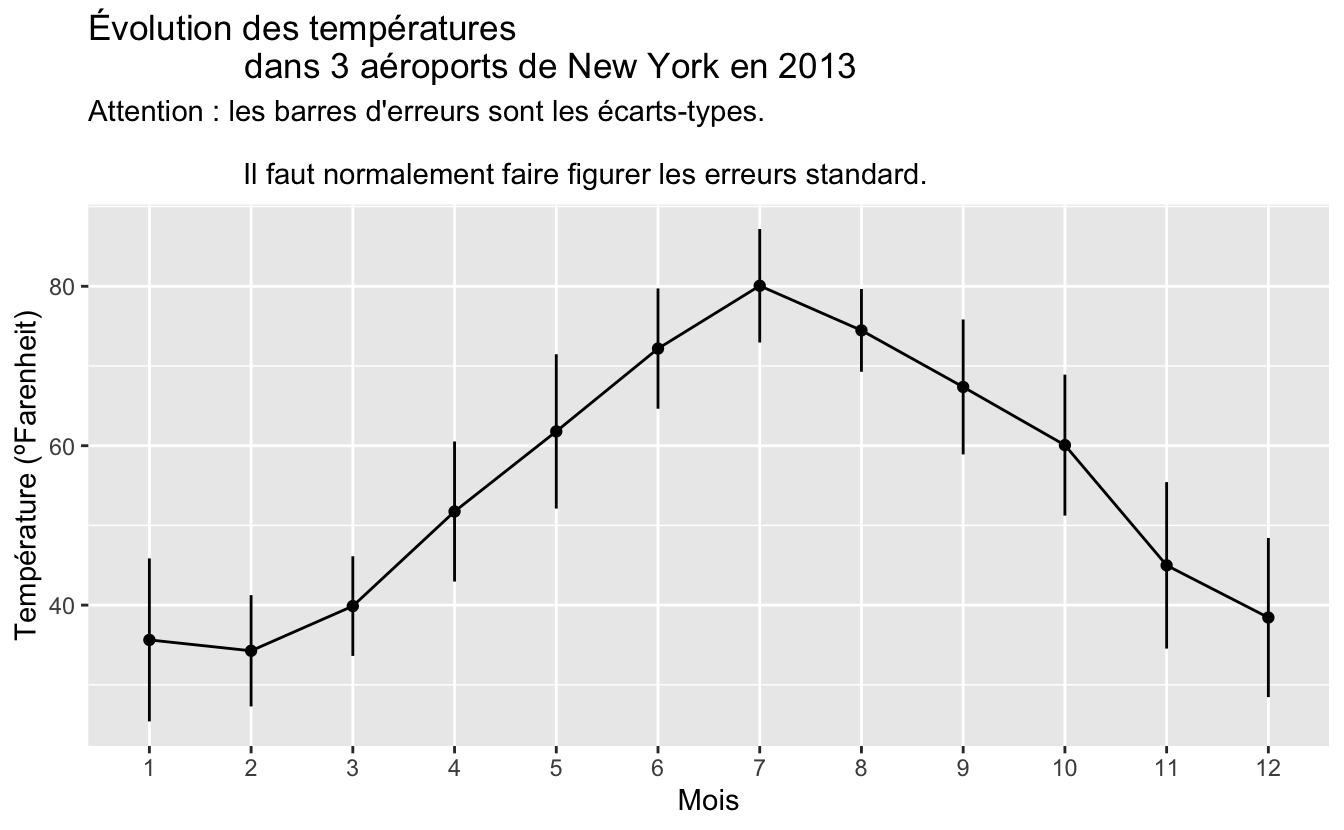 Évolution des températures
dans 3 aéroports de New York en 2013
Attention : les barres d'erreurs sont les écarts-types.
Il faut normalement faire figurer les erreurs standard.
Température (ºFarenheit)
80
60
40
1 2 3 4 5 6 7 8 9 10 11 12
Mois